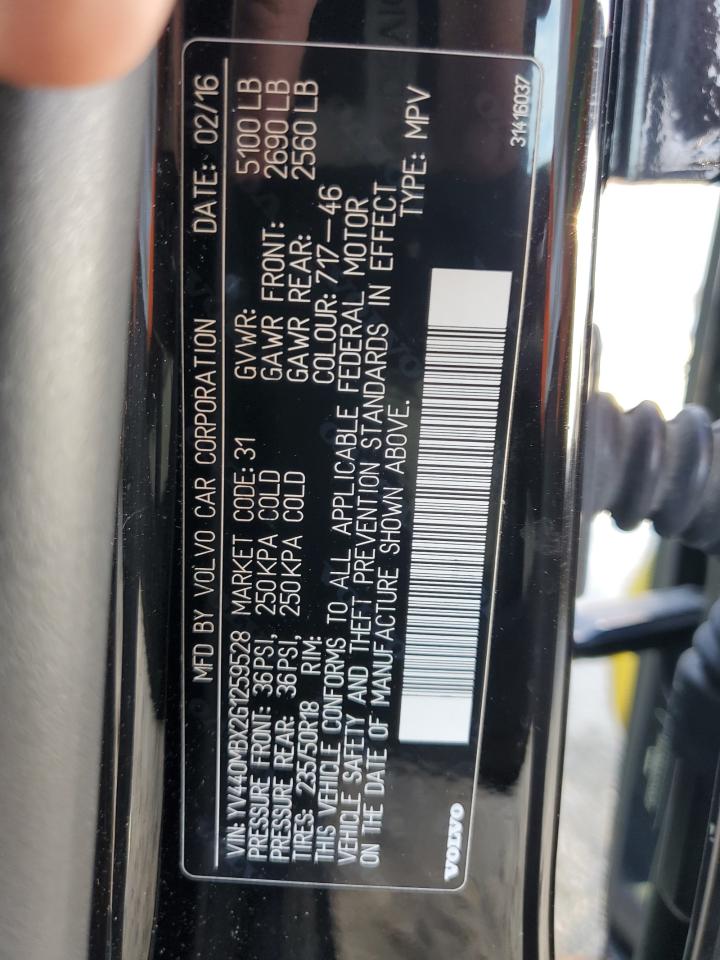 MFD BY VOLVO CAR CORPORATION DATE: 02/16
VIN: YV440MBX2G1259528 MARKET CODE: 31 GVWR: 5100 LB
PRESSURE FRONT: 36PSI, 250KPA COLD GAWR FRONT: 2690 LB
PRESSURE REAR: 36PSI, 250KPA COLD GAWR REAR: 2560 LB
TIRES: 235/50R18 RIM: COLOUR: 717-46
THIS VEHICLE CONFORMS TO ALL APPLICABLE FEDERAL MOTOR
VEHICLE SAFETY AND THEFT PREVENTION STANDARDS IN EFFECT
ON THE DATE OF MANUFACTURE SHOWN ABOVE. TYPE: MPV
VOLVO 31416037